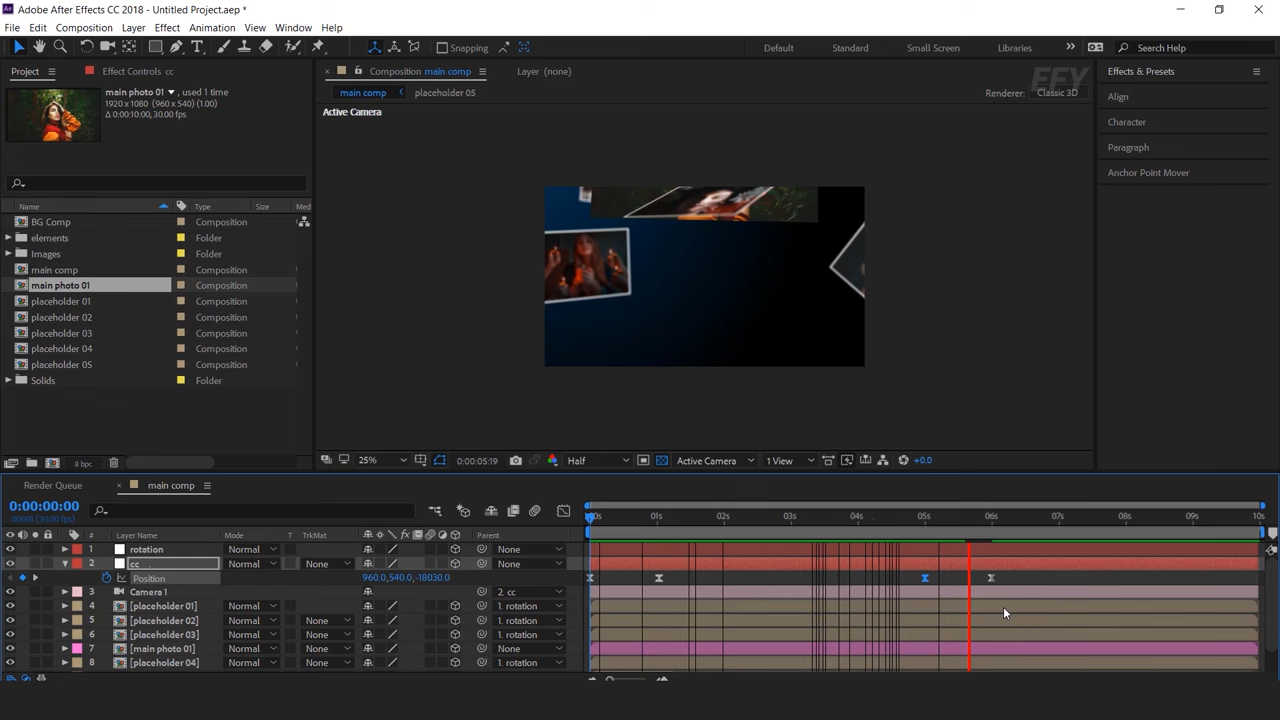 Adobe After Effects CC 2018 - Untitled Project.aep *
File Edit Composition Layer Effect Animation View Window Help
Snapping Default Standard Small Screen Libraries Search Help
Project Effect Controls cc Composition main comp Layer (none) Effects & Presets
main photo 01 , used 1 time
1920 x 1080 (960 x 540) (1.00)
Δ 0:00:10:00, 30.00 fps)
main comp placeholder 05 EFY Renderer: Classic 3D
Active Camera
Align
Character
Paragraph
Anchor Point Mover
Name Type Size Med
BG Comp Composition
elements Folder
Images Folder
main comp Composition
main photo 01 Composition
placeholder 01 Composition
placeholder 02 Composition
placeholder 03 Composition
placeholder 04 Composition
placeholder 05 Composition
Solids Folder
8 bpc 25% 0:00:05:19 Half Active Camera 1 View +0.0
Render Queue main comp
0:00:00:00
(30.00 fps)
01s 02s 03s 04s 05s 06s 07s 08s 09s 10s
# Layer Name Mode T TrkMat Parent
1 rotation Normal None
2 cc Normal None None
Position 960.0,540.0,-18030.0
3 Camera 1 2. cc
4 [placeholder 01] Normal 1. rotation
5 [placeholder 02] Normal None 1. rotation
6 [placeholder 03] Normal None 1. rotation
7 [main photo 01] Normal None None
8 [placeholder 04] Normal None 1. rotation